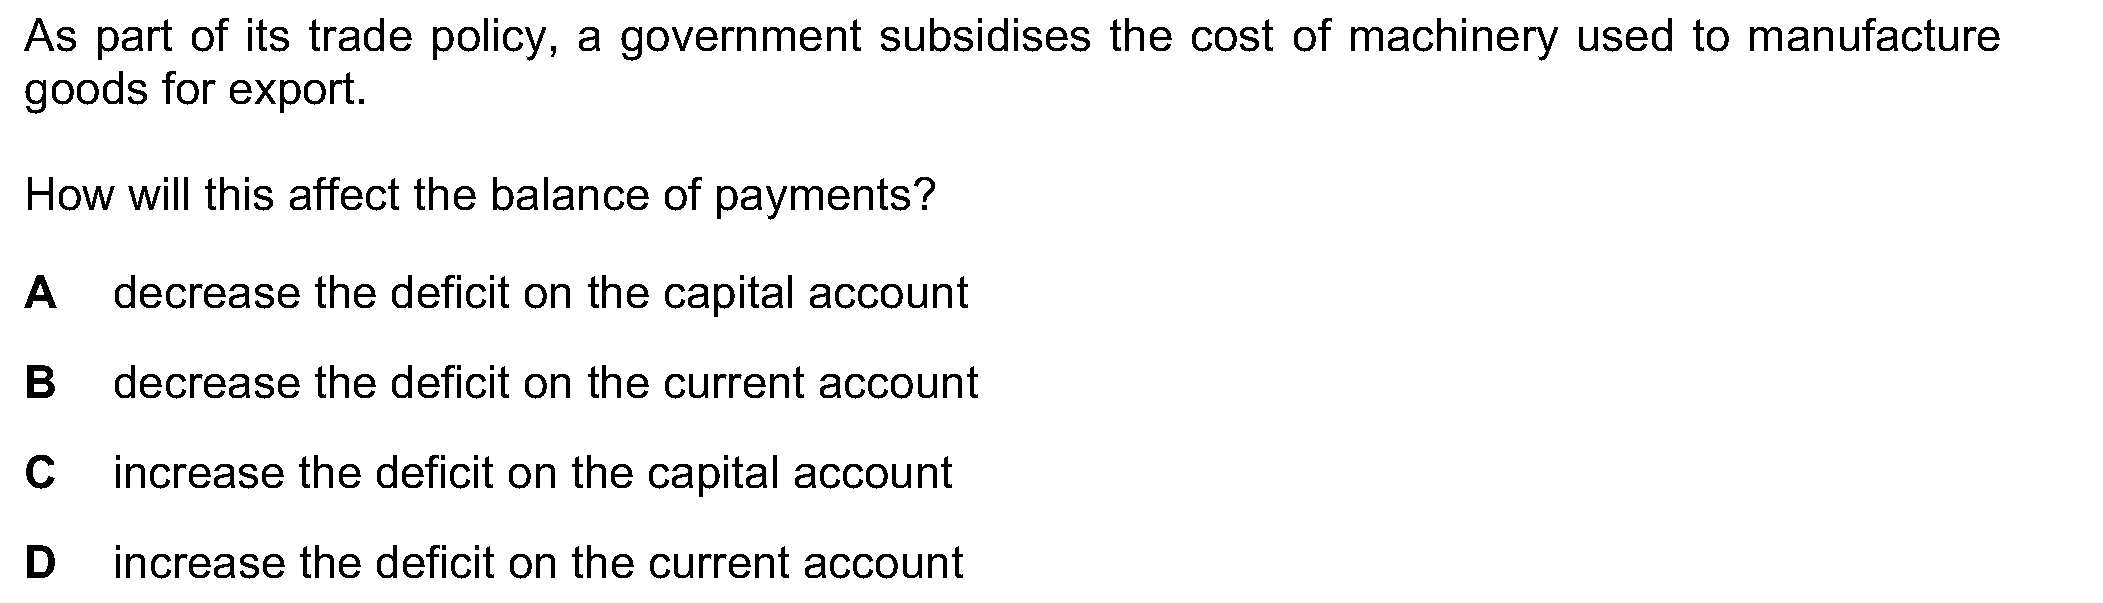 As part of its trade policy, a government subsidises the cost of machinery used to manufacture
goods for export.
How will this affect the balance of payments?
A decrease the deficit on the capital account
B decrease the deficit on the current account
C increase the deficit on the capital account
D increase the deficit on the current account